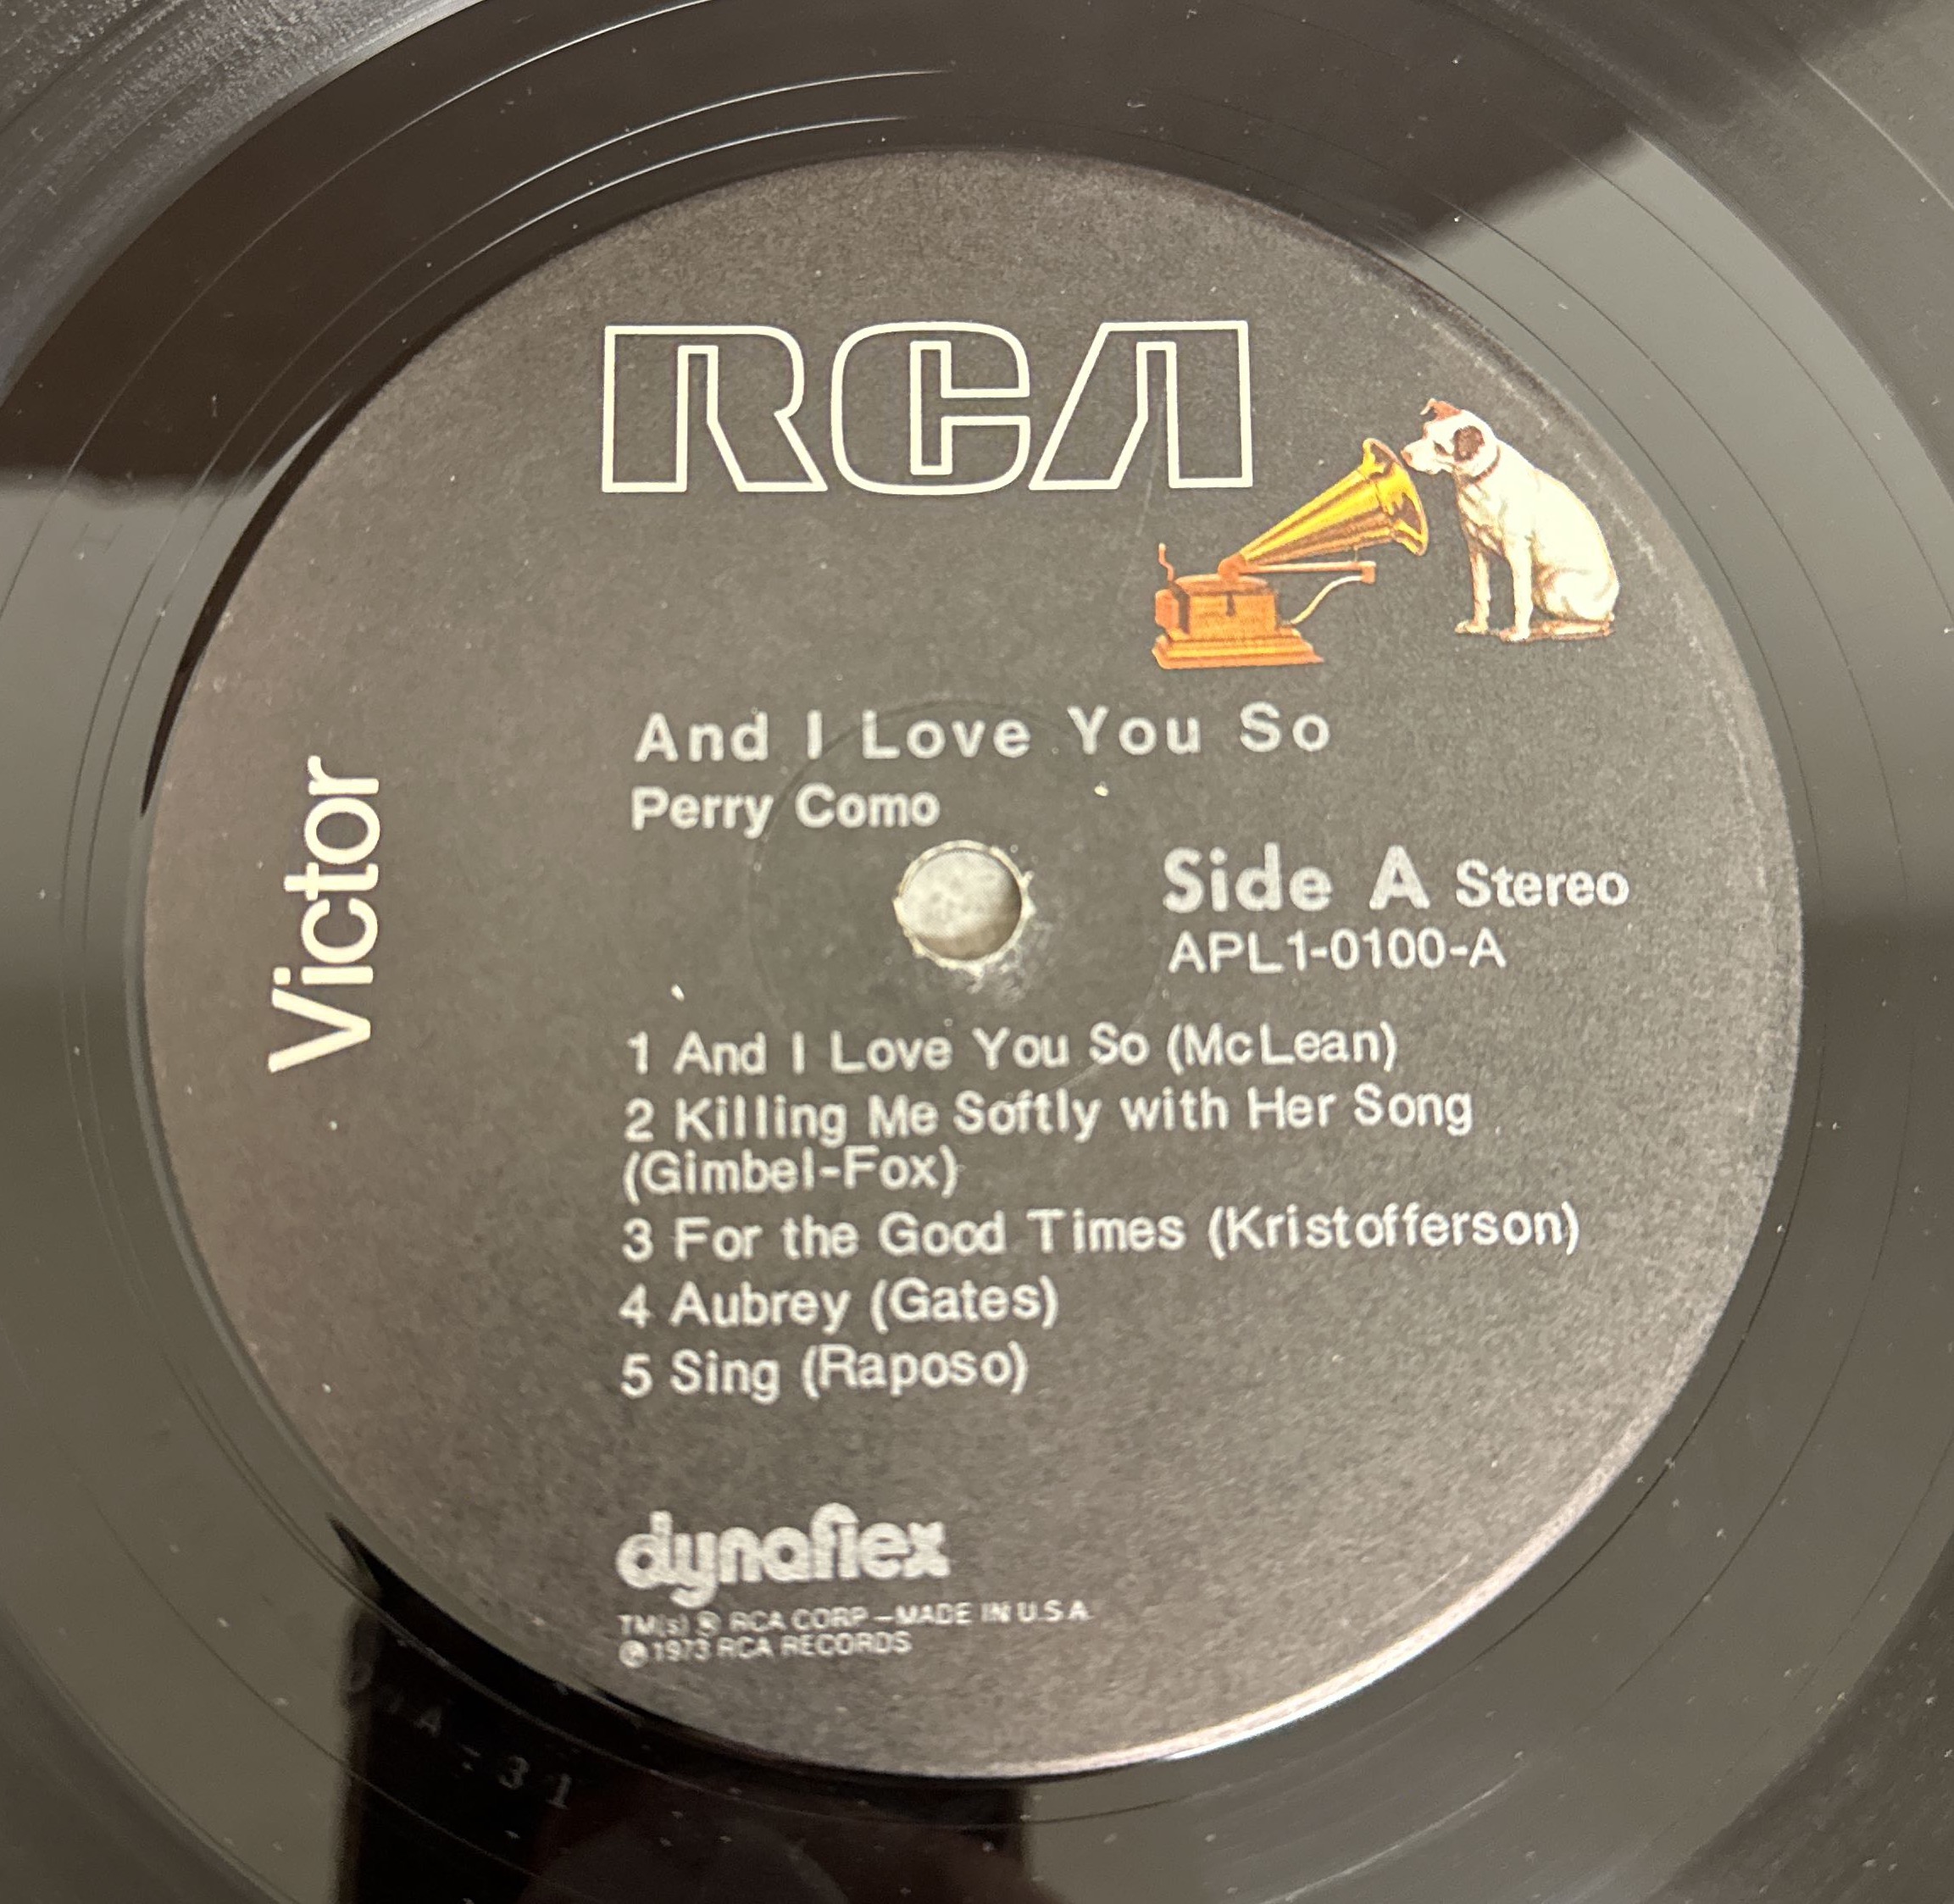 RCA
Victor
And I Love You So
Perry Como
Side A Stereo
APL1-0100-A
1 And I Love You So (McLean)
2 Killing Me Softly with Her Song
(Gimbel-Fox)
3 For the Good Times (Kristofferson)
4 Aubrey (Gates)
5 Sing (Raposo)
dynaflex
TM(s) ® RCA CORP–MADE IN U.S.A.
℗ 1973 RCA RECORDS
A-31